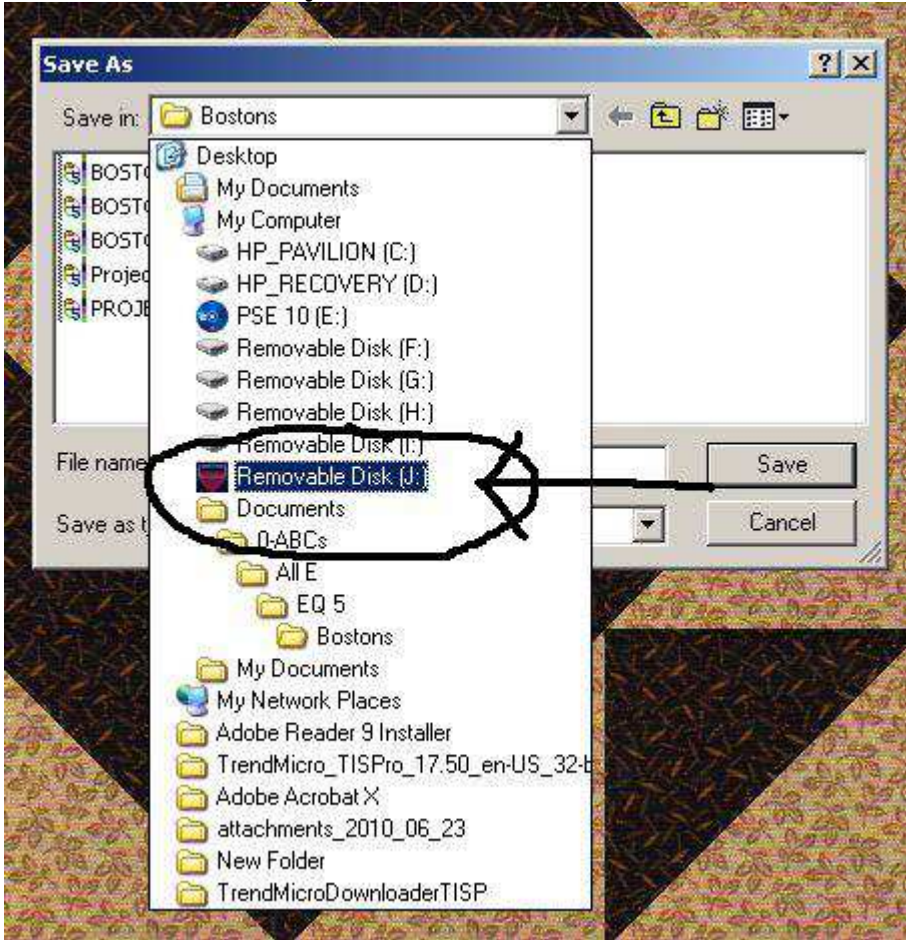 Save As
Save in: Bostons
Desktop
My Documents
My Computer
HP_PAVILION (C:)
HP_RECOVERY (D:)
PSE 10 (E:)
Removable Disk (F:)
Removable Disk (G:)
Removable Disk (H:)
Removable Disk (I:)
Removable Disk (J:)
Documents
0-ABCs
All E
EQ 5
Bostons
My Documents
My Network Places
Adobe Reader 9 Installer
TrendMicro_TISPro_17.50_en-US_32-b
Adobe Acrobat X
attachments_2010_06_23
New Folder
TrendMicroDownloaderTISP
BOSTO
BOSTO
BOSTO
Projec
PROJE
File name
Save
Save as t
Cancel